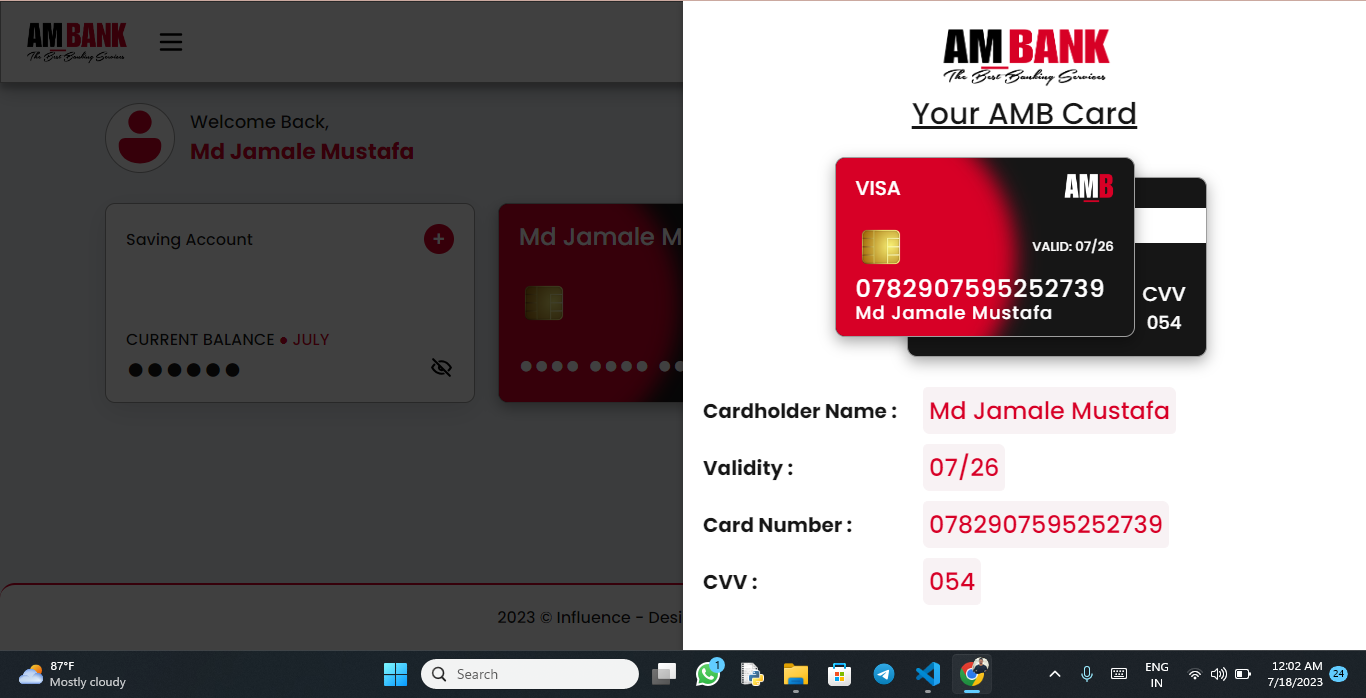 AM BANK
The Best Banking Services
Welcome Back,
Md Jamale Mustafa
Saving Account
+
CURRENT BALANCE • JULY
●●●●●●
Md Jamale M
●●●● ●●●● ●●
2023 © Influence - Desi
AM BANK
The Best Banking Services
Your AMB Card
VISA
AMB
VALID: 07/26
0782907595252739
Md Jamale Mustafa
CVV
054
Cardholder Name : Md Jamale Mustafa
Validity : 07/26
Card Number : 0782907595252739
CVV : 054
87°F
Mostly cloudy
Search
1
ENG
IN
12:02 AM
7/18/2023
24